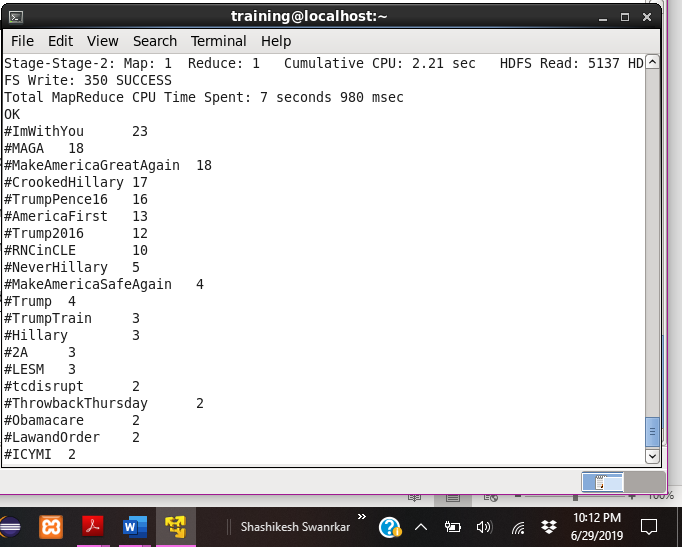 training@localhost:~
File Edit View Search Terminal Help
Stage-Stage-2: Map: 1  Reduce: 1   Cumulative CPU: 2.21 sec   HDFS Read: 5137 HD
FS Write: 350 SUCCESS
Total MapReduce CPU Time Spent: 7 seconds 980 msec
OK
#ImWithYou	23
#MAGA	18
#MakeAmericaGreatAgain	18
#CrookedHillary	17
#TrumpPence16	16
#AmericaFirst	13
#Trump2016	12
#RNCinCLE	10
#NeverHillary	5
#MakeAmericaSafeAgain	4
#Trump	4
#TrumpTrain	3
#Hillary	3
#2A	3
#LESM	3
#tcdisrupt	2
#ThrowbackThursday	2
#Obamacare	2
#LawandOrder	2
#ICYMI	2
100%
Shashikesh Swanrkar
10:12 PM
6/29/2019